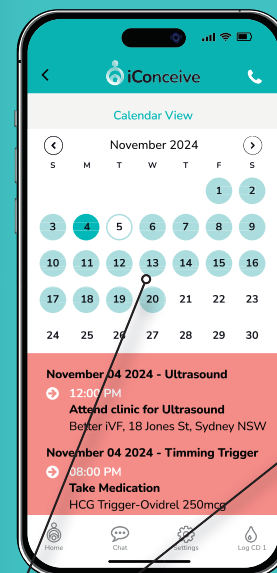 iConceive
Calendar View
November 2024
S M T W T F S
1 2
3 4 5 6 7 8 9
10 11 12 13 14 15 16
17 18 19 20 21 22 23
24 25 26 27 28 29 30
November 04 2024 - Ultrasound
12:00 PM
Attend clinic for Ultrasound
Better iVF, 18 Jones St, Sydney NSW
November 04 2024 - Timming Trigger
08:00 PM
Take Medication
HCG Trigger-Ovidrel 250mcg
Home Chat Settings Log CD 1